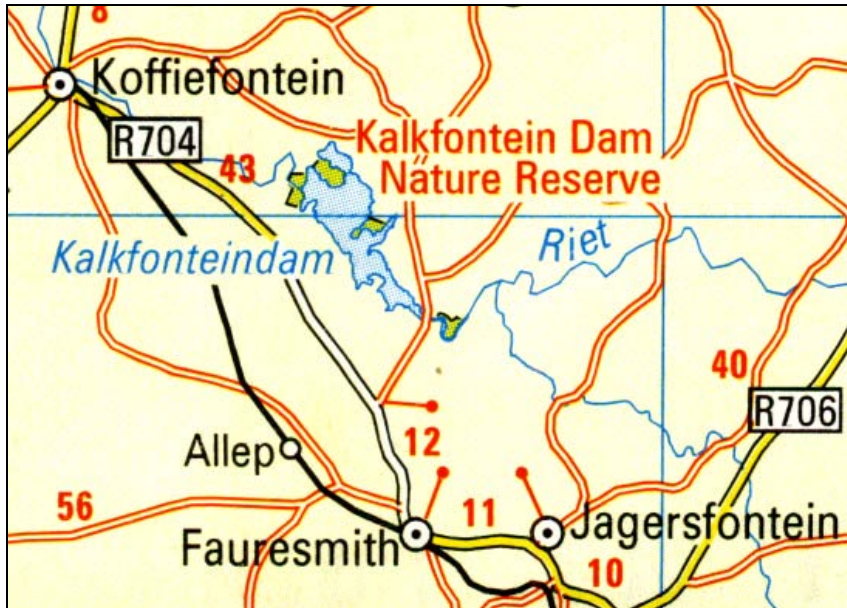 8
Koffiefontein
R704
Kalkfontein Dam
Nature Reserve
43
Riet
Kalkfonteindam
40
R706
12
Allep
56
11
Jagersfontein
Fauresmith
10